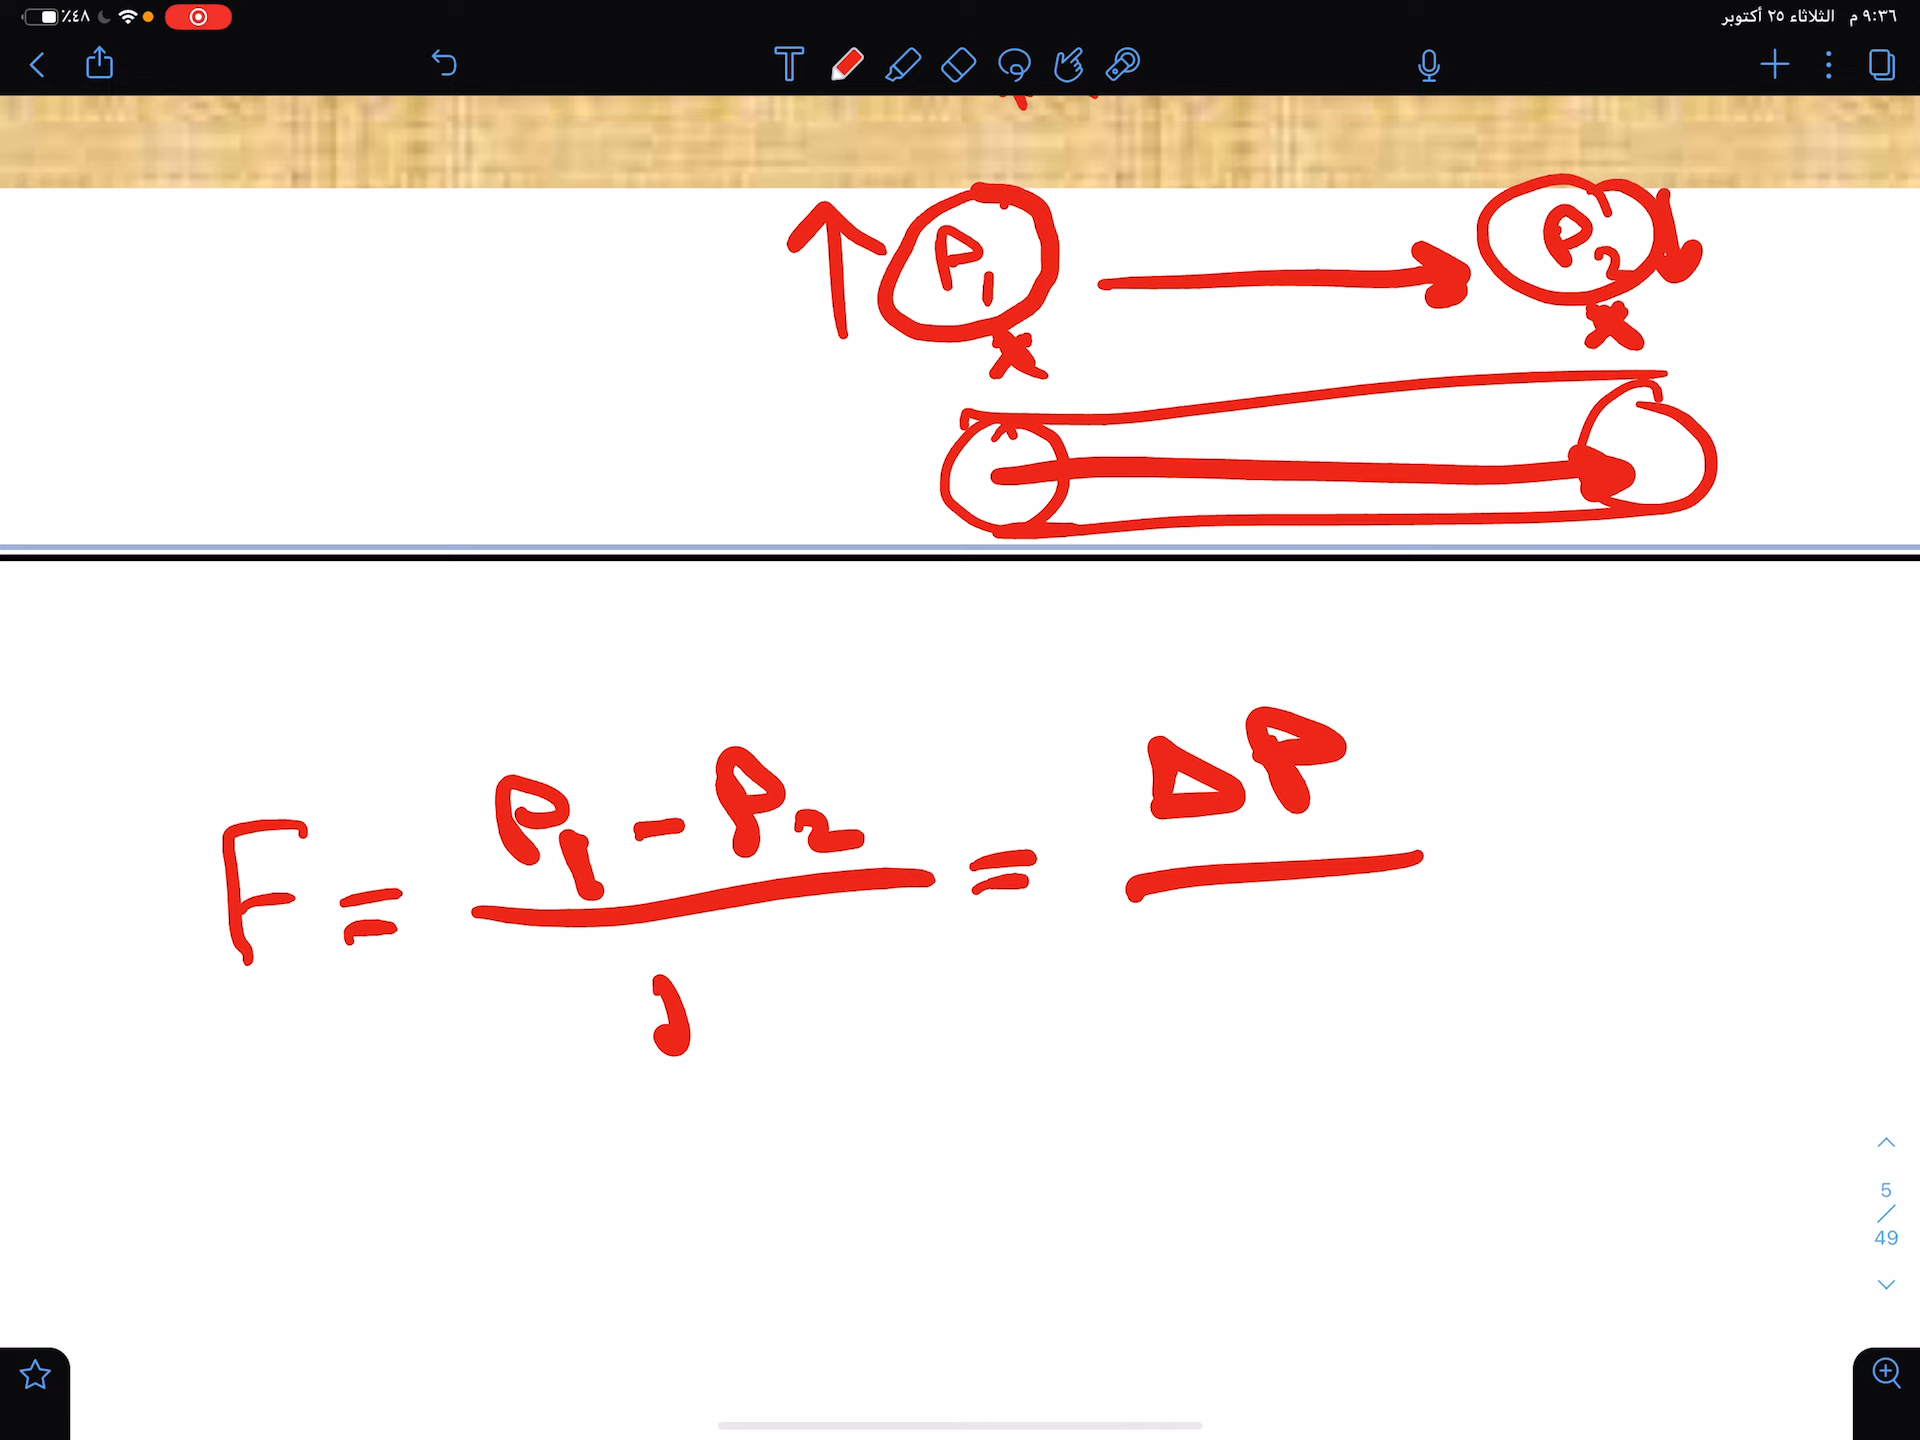 ٪٤٨
٩:٣٦ م الثلاثاء ٢٥ أكتوبر
P1
P2
F = P1 - P2 = ΔP
5
/
49